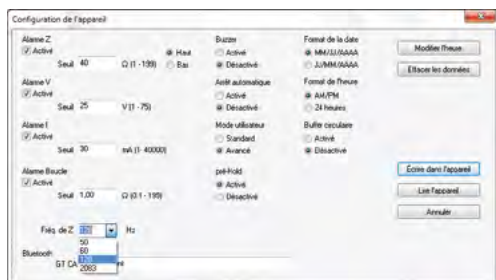 Configuration de l'appareil
Alarme Z
Activé
Seuil 40 Ω (1 - 199)
Haut
Bas
Alarme V
Activé
Seuil 25 V (1 - 75)
Alarme I
Activé
Seuil 30 mA (1- 40000)
Alarme Boucle
Activé
Seuil 1,00 Ω (0.1 - 199)
Fréq. de Z Hz
50
60
128
2083
Bluetooth
GT CA
Buzzer
Activé
Désactivé
Arrêt automatique
Activé
Désactivé
Mode utilisateur
Standard
Avancé
pré-Hold
Activé
Désactivé
Format de la date
MM/JJ/AAAA
JJ/MM/AAAA
Format de l'heure
AM/PM
24 heures
Buffer circulaire
Activé
Désactivé
Modifier l'heure
Effacer les données
Écrire dans l'appareil
Lire l'appareil
Annuler